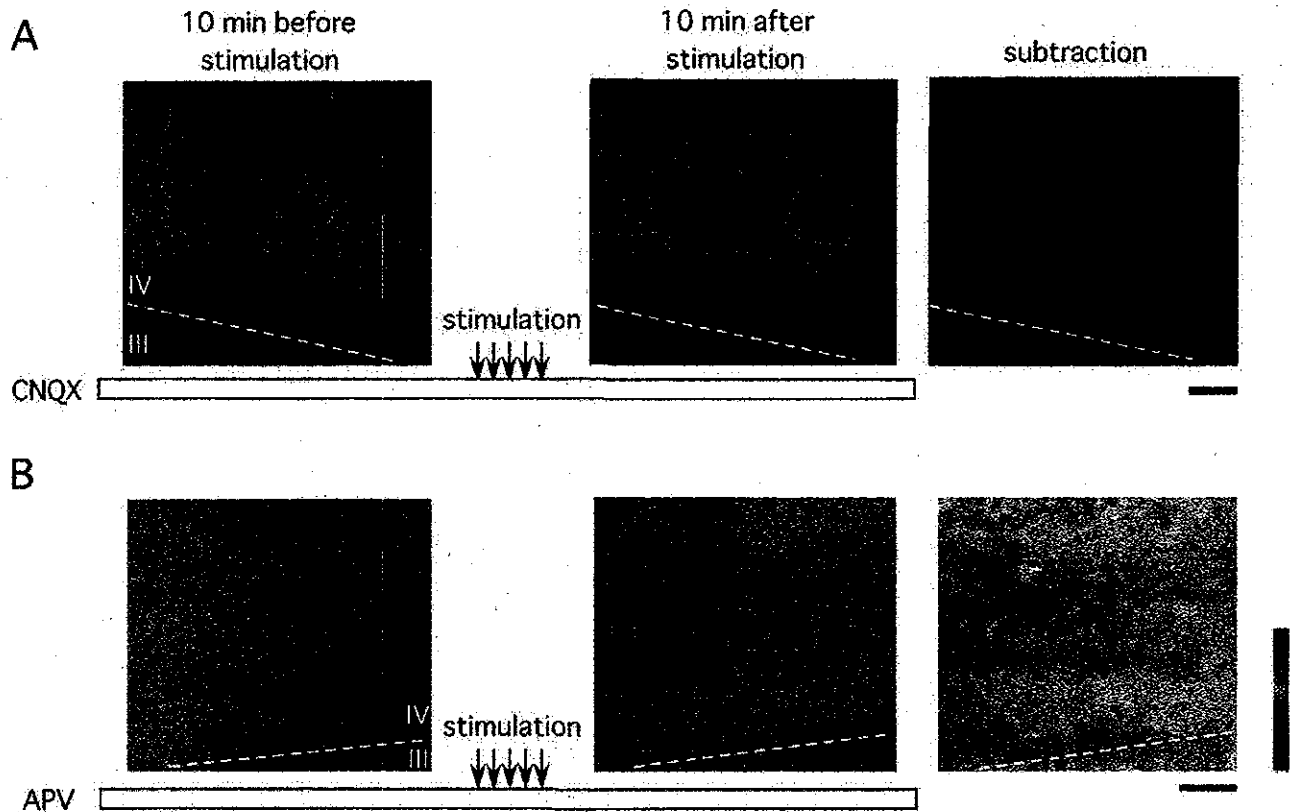 A
10 min before
stimulation
10 min after
stimulation
subtraction
IV
III
stimulation
CNQX
B
IV
III
stimulation
APV